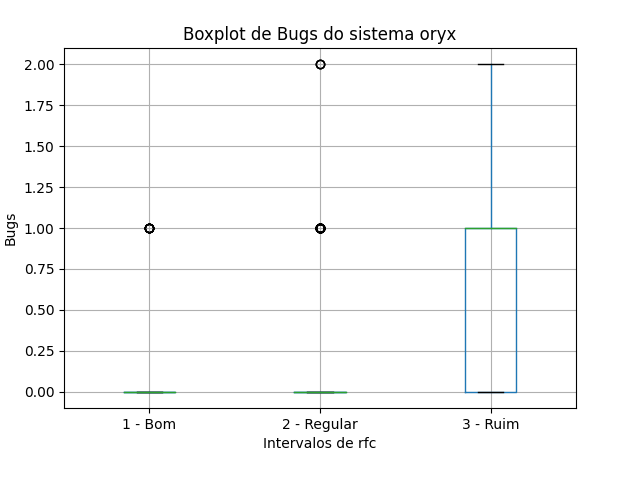 Boxplot de Bugs do sistema oryx
2.00
1.75
1.50
1.25
1.00
0.75
0.50
0.25
0.00
Bugs
1 - Bom
2 - Regular
3 - Ruim
Intervalos de rfc